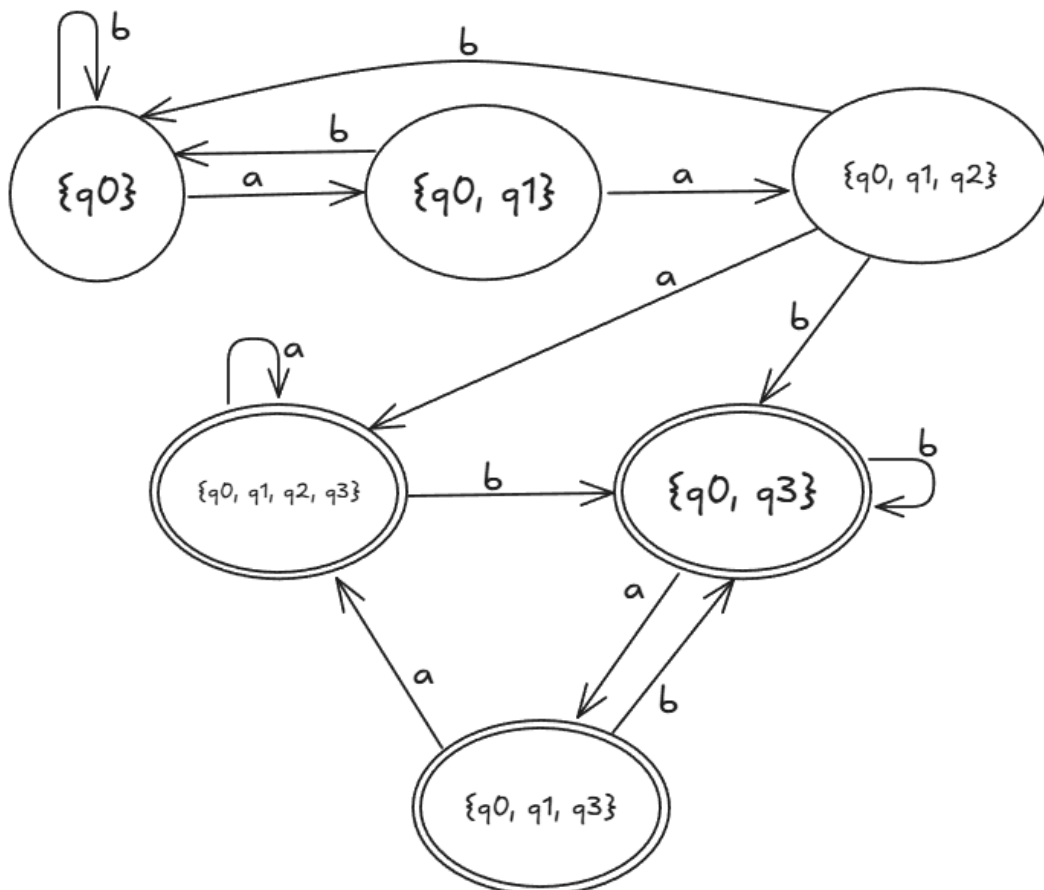 b
b
b
a
a
{q0}
{q0, q1}
{q0, q1, q2}
a
b
a
b
b
{q0, q1, q2, q3}
{q0, q3}
a
a
b
{q0, q1, q3}